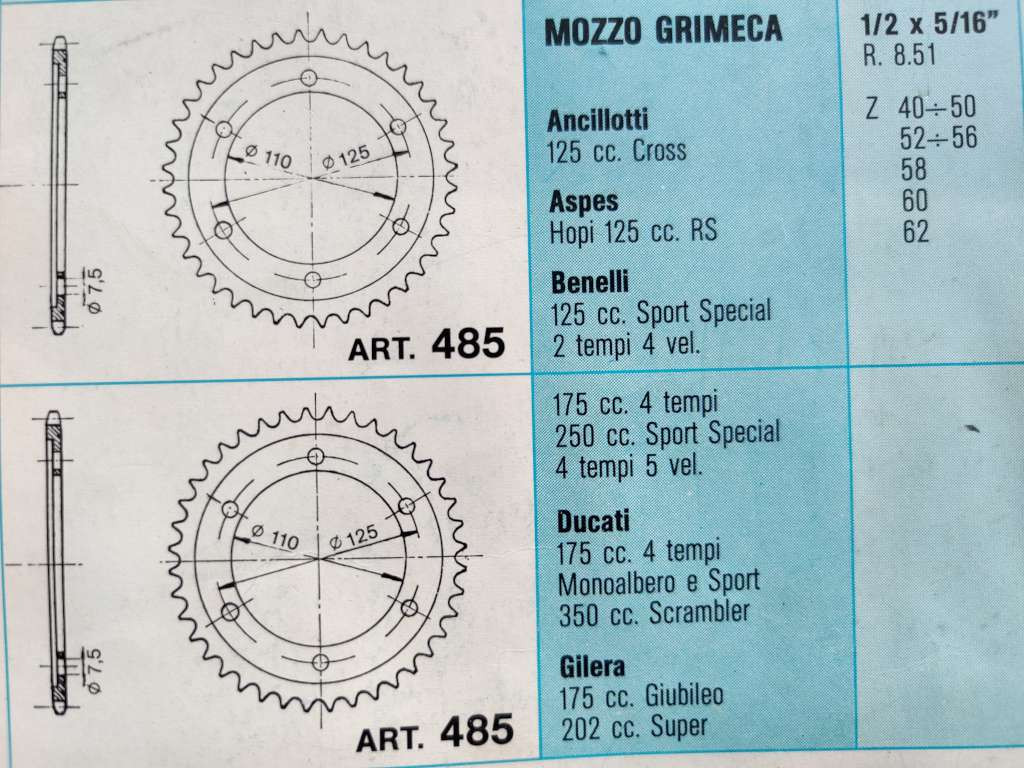 Ø 110
Ø 125
Ø 7,5
ART. 485
MOZZO GRIMECA
Ancillotti
125 cc. Cross
Aspes
Hopi 125 cc. RS
Benelli
125 cc. Sport Special
2 tempi 4 vel.
1/2 x 5/16”
R. 8.51
Z 40÷50
52÷56
58
60
62
Ø 110
Ø 125
Ø 7,5
ART. 485
175 cc. 4 tempi
250 cc. Sport Special
4 tempi 5 vel.
Ducati
175 cc. 4 tempi
Monoalbero e Sport
350 cc. Scrambler
Gilera
175 cc. Giubileo
202 cc. Super